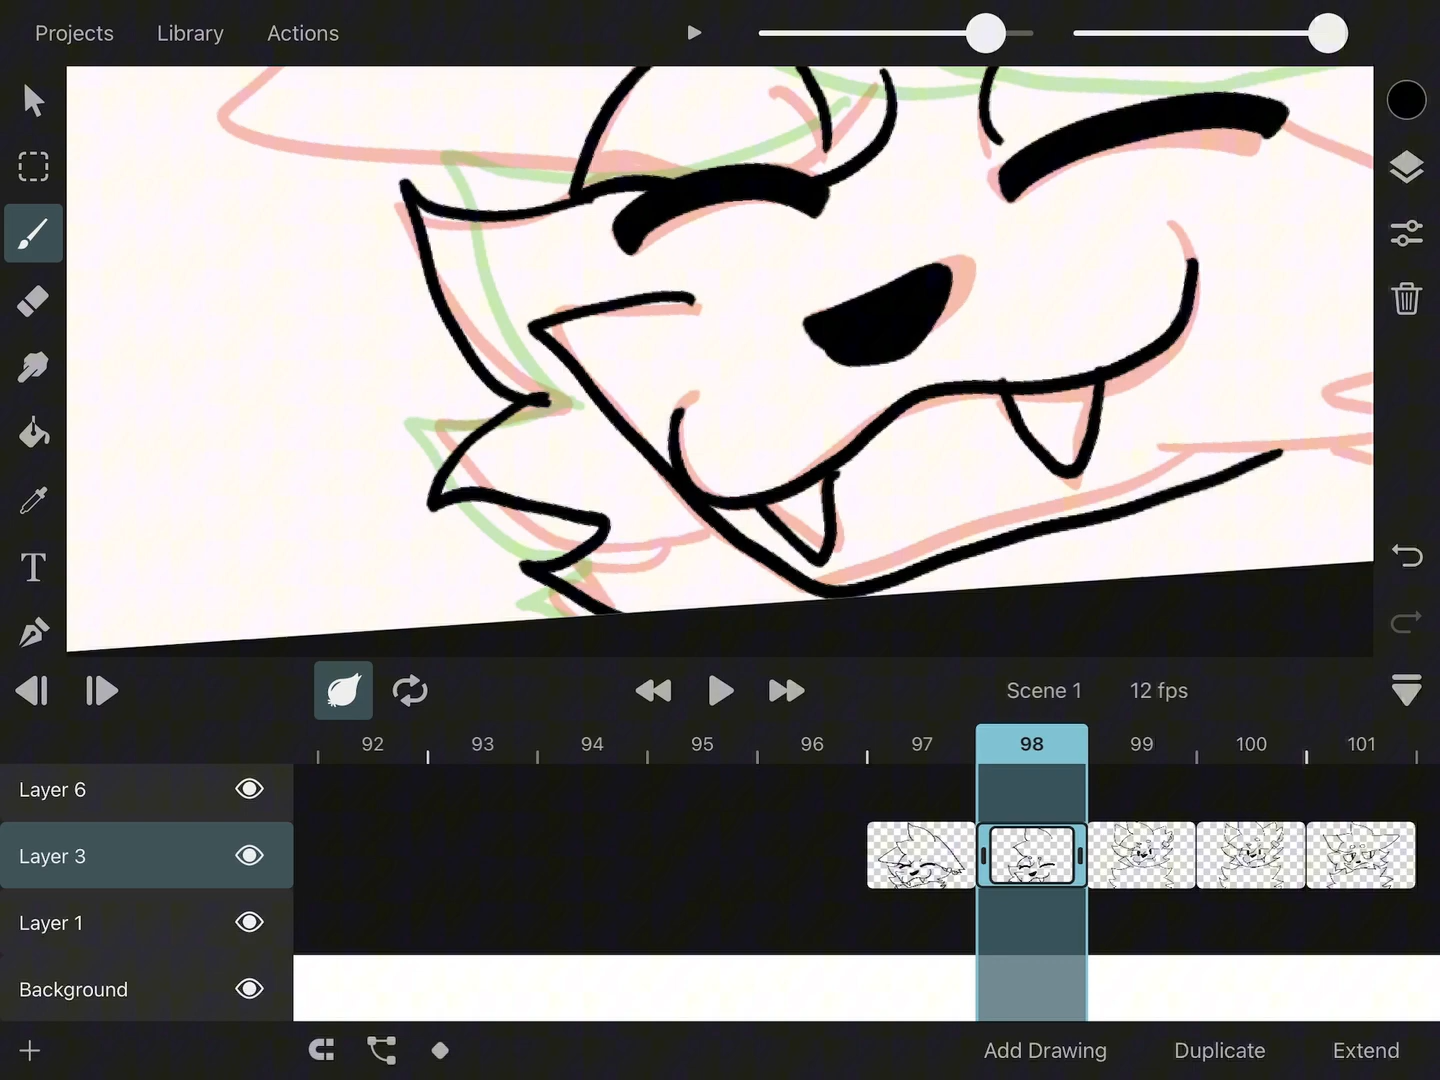 Projects Library Actions
T
Scene 1 12 fps
92 93 94 95 96 97 98 99 100 101
Layer 6
Layer 3
Layer 1
Background
Add Drawing Duplicate Extend